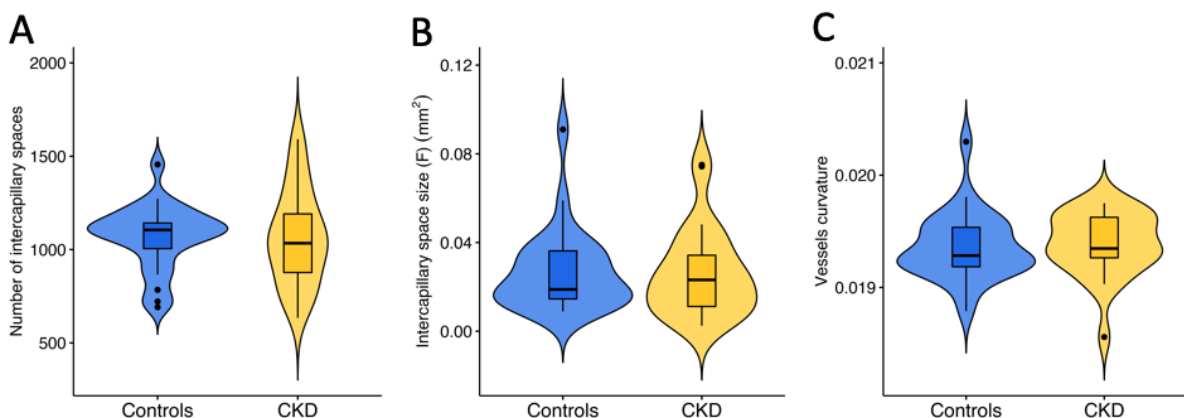 A
Number of intercapillary spaces
2000
1500
1000
500
Controls
CKD
B
Intercapillary space size (F) (mm²)
0.12
0.08
0.04
0.00
Controls
CKD
C
Vessels curvature
0.021
0.020
0.019
Controls
CKD